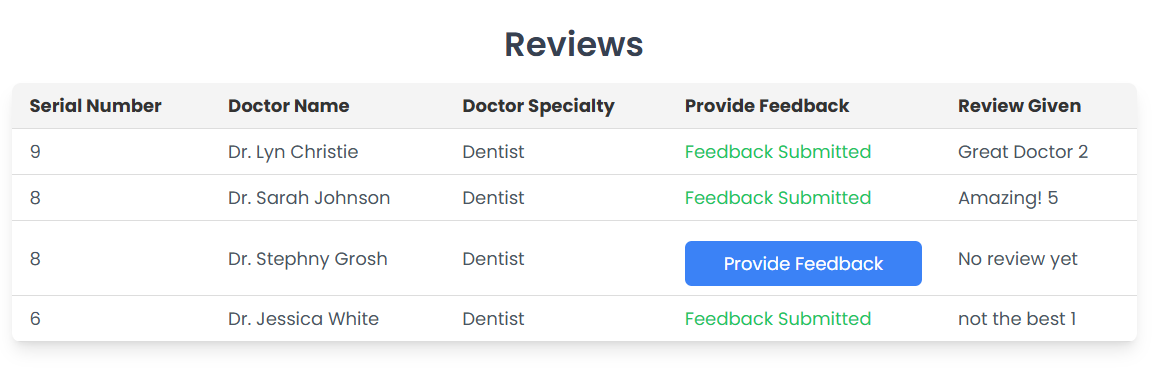 Reviews
Serial Number Doctor Name Doctor Specialty Provide Feedback Review Given
9 Dr. Lyn Christie Dentist Feedback Submitted Great Doctor 2
8 Dr. Sarah Johnson Dentist Feedback Submitted Amazing! 5
8 Dr. Stephny Grosh Dentist Provide Feedback No review yet
6 Dr. Jessica White Dentist Feedback Submitted not the best 1